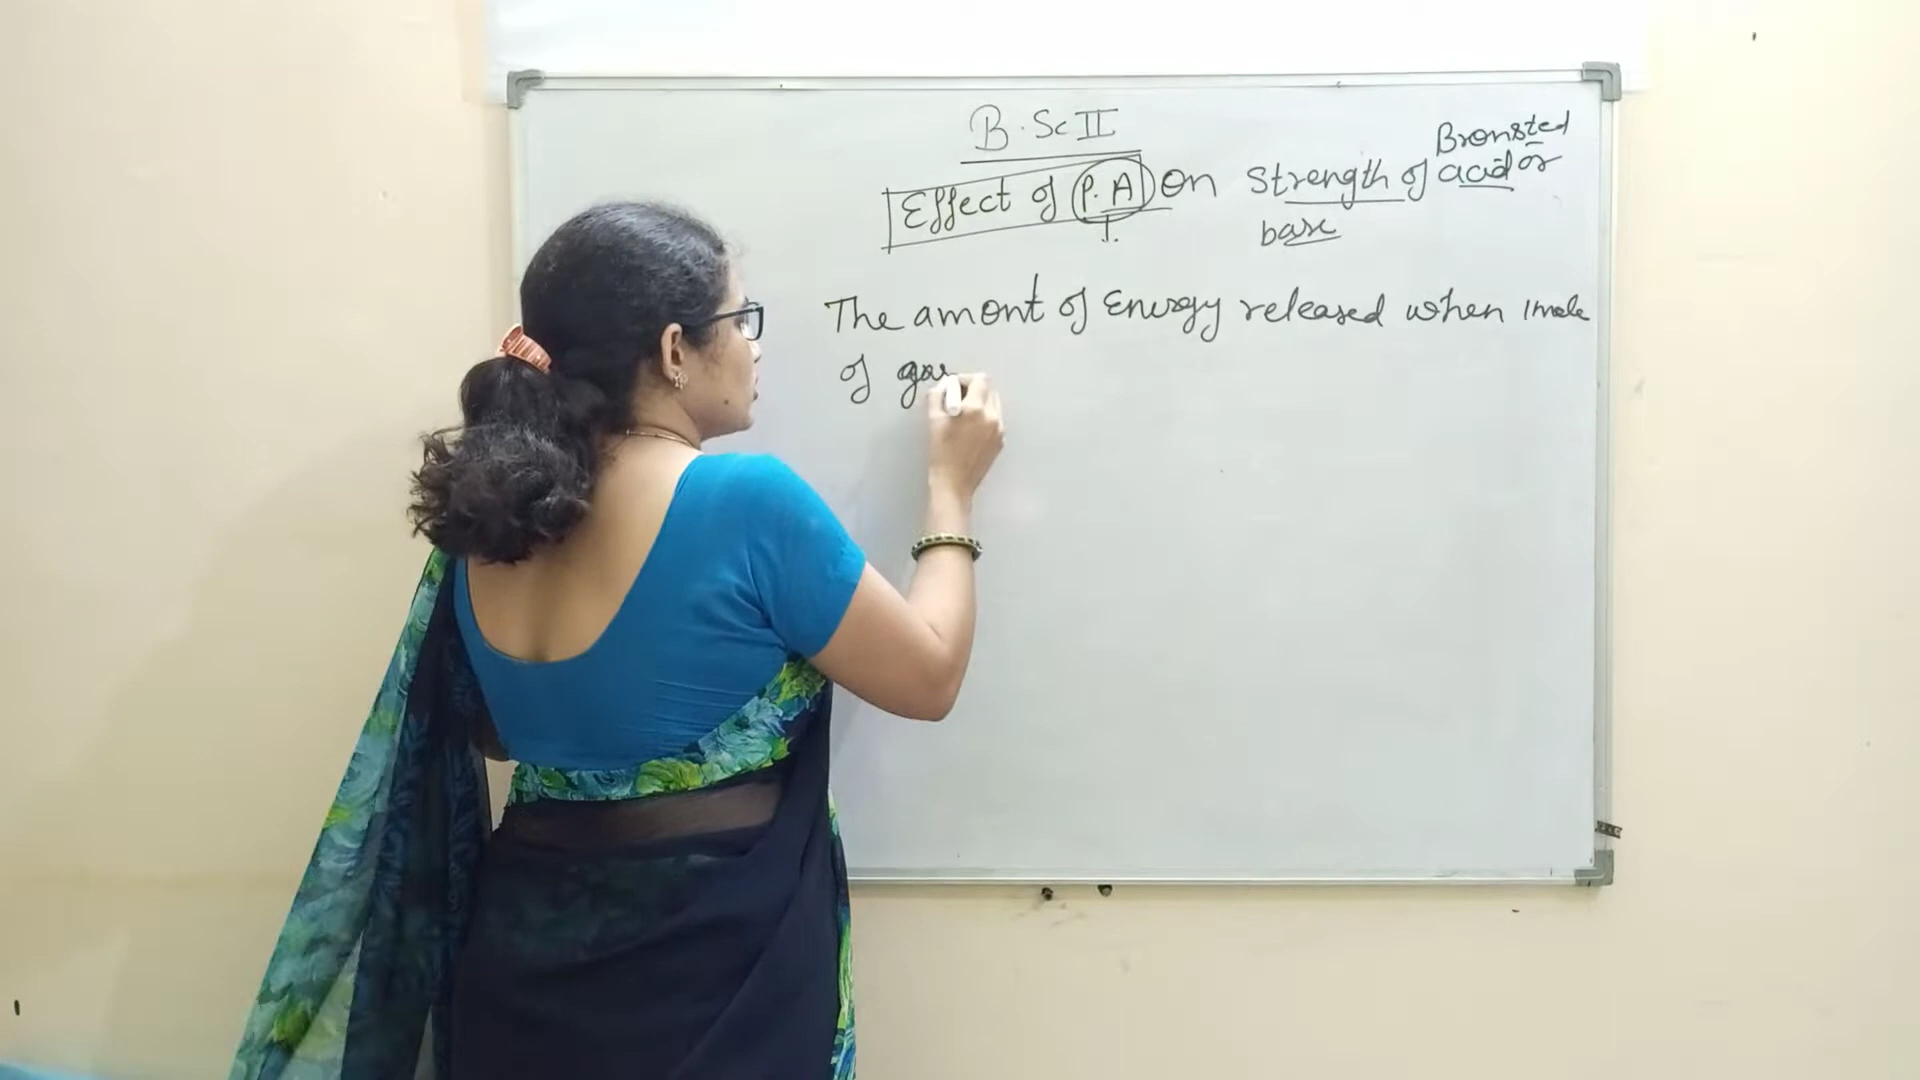 B.Sc II
Effect of P.A on Strength of Bronsted
acid or
base
The amont of Energy released when 1mole
of gas